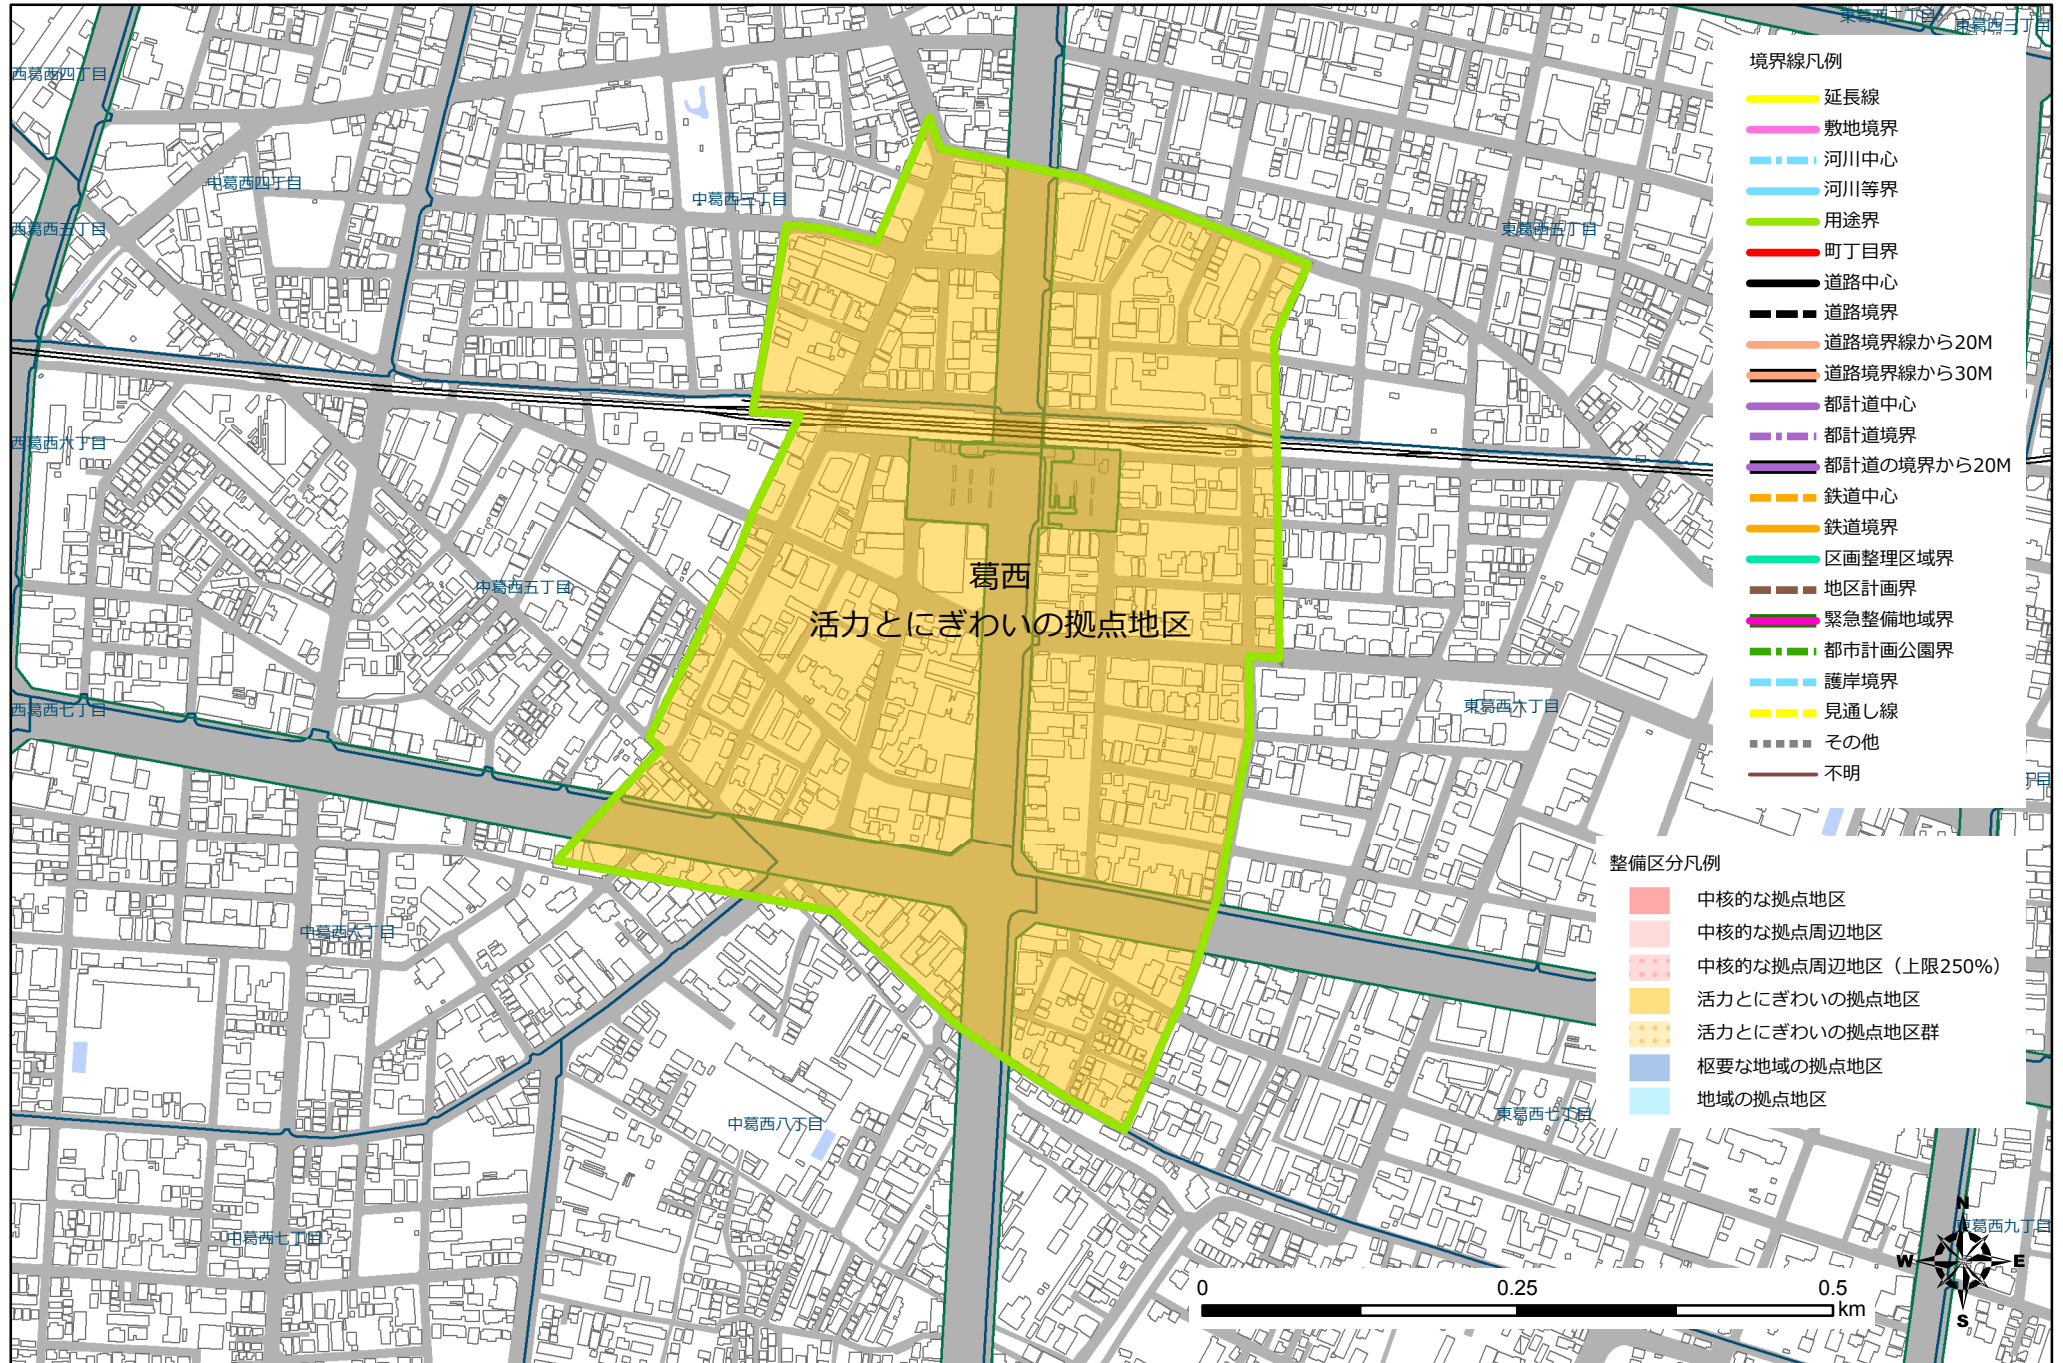 東葛西二丁目
東葛西三丁目
西葛西四丁目
中葛西四丁目
中葛西三丁目
西葛西五丁目
東葛西五丁目
西葛西六丁目
中葛西五丁目
葛西
活力とにぎわいの拠点地区
西葛西七丁目
東葛西六丁目
丁目
中葛西六丁目
中葛西八丁目
東葛西七丁目
中葛西七丁目
東葛西九丁目
境界線凡例
延長線
敷地境界
河川中心
河川等界
用途界
町丁目界
道路中心
道路境界
道路境界線から20M
道路境界線から30M
都計道中心
都計道境界
都計道の境界から20M
鉄道中心
鉄道境界
区画整理区域界
地区計画界
緊急整備地域界
都市計画公園界
護岸境界
見通し線
その他
不明
整備区分凡例
中核的な拠点地区
中核的な拠点周辺地区
中核的な拠点周辺地区（上限250%）
活力とにぎわいの拠点地区
活力とにぎわいの拠点地区群
枢要な地域の拠点地区
地域の拠点地区
N
W E
S
0 0.25 0.5
km